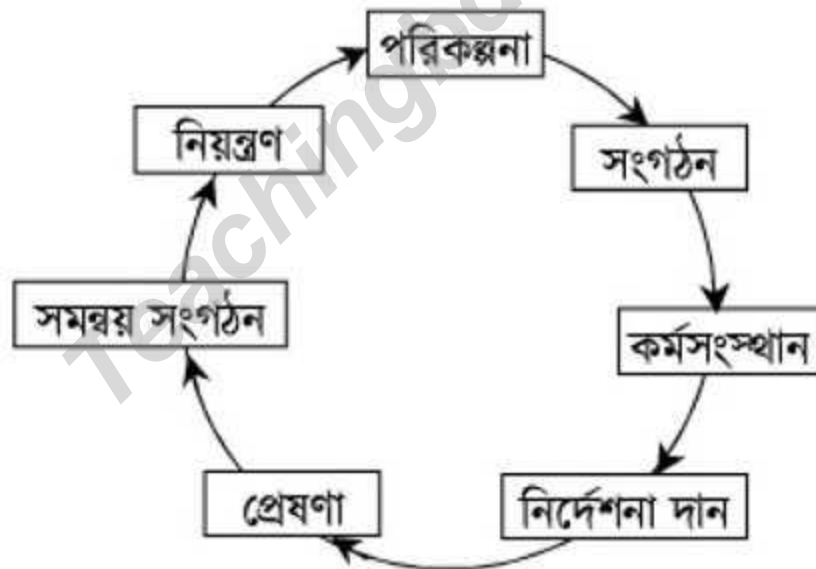 পরিকল্পনা
সংগঠন
কর্মসংস্থান
নির্দেশনা দান
প্রেষণা
সমন্বয় সংগঠন
নিয়ন্ত্রণ